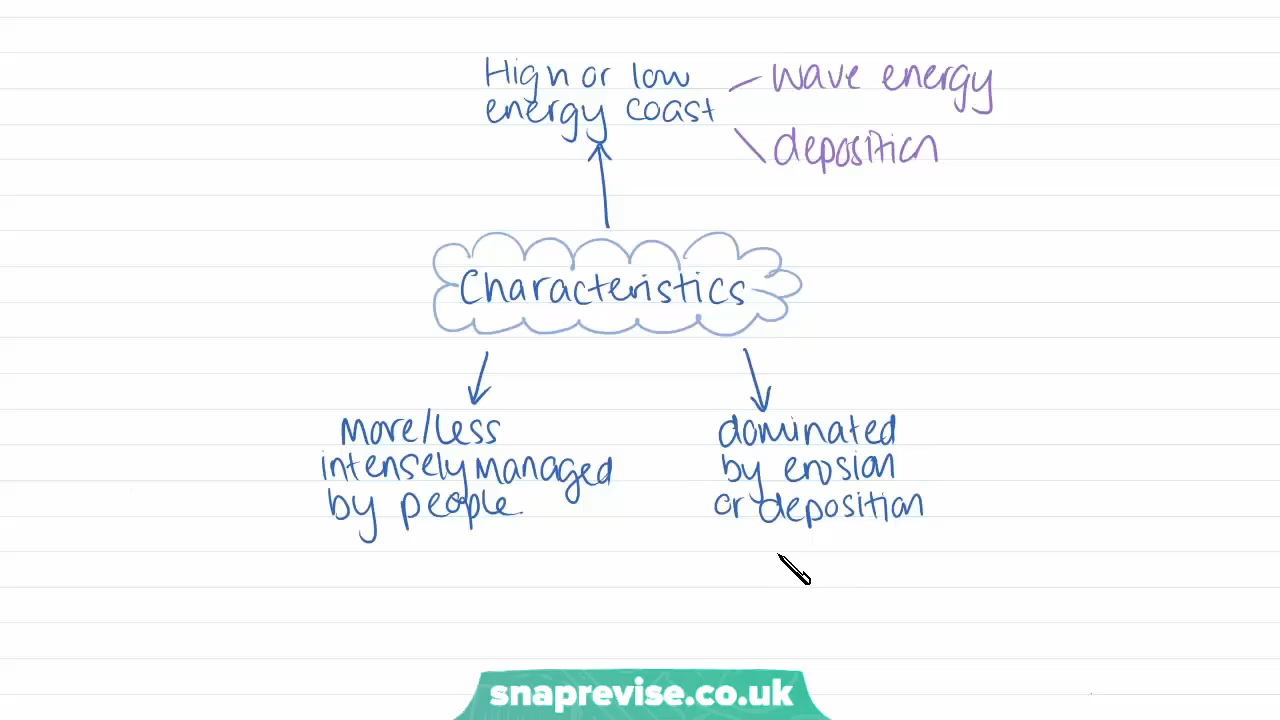 High or low
energy coast
wave energy
deposition
Characteristics
More/less
intensely managed
by people
dominated
by erosion
or deposition
snaprevise.co.uk